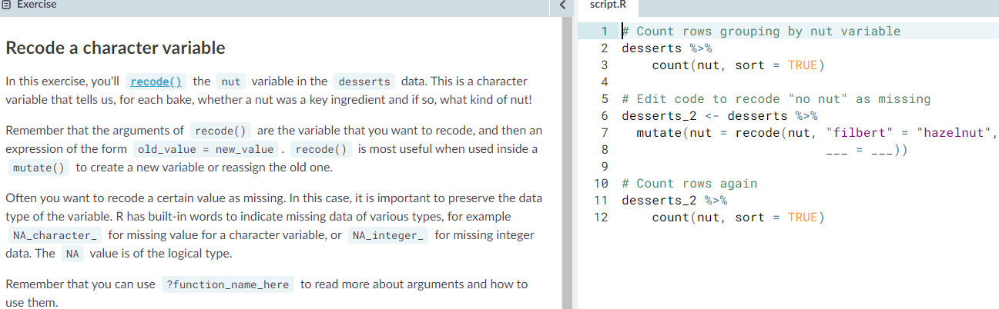 Exercise
script.R
Recode a character variable
In this exercise, you'll recode() the nut variable in the desserts data. This is a character
variable that tells us, for each bake, whether a nut was a key ingredient and if so, what kind of nut!
Remember that the arguments of recode() are the variable that you want to recode, and then an
expression of the form old_value = new_value . recode() is most useful when used inside a
mutate() to create a new variable or reassign the old one.
Often you want to recode a certain value as missing. In this case, it is important to preserve the data
type of the variable. R has built-in words to indicate missing data of various types, for example
NA_character_ for missing value for a character variable, or NA_integer_ for missing integer
data. The NA value is of the logical type.
Remember that you can use ?function_name_here to read more about arguments and how to
use them.
1 # Count rows grouping by nut variable
2 desserts %>%
3     count(nut, sort = TRUE)
4
5 # Edit code to recode "no nut" as missing
6 desserts_2 <- desserts %>%
7   mutate(nut = recode(nut, "filbert" = "hazelnut",
8                            ___ = ___))
9
10 # Count rows again
11 desserts_2 %>%
12     count(nut, sort = TRUE)